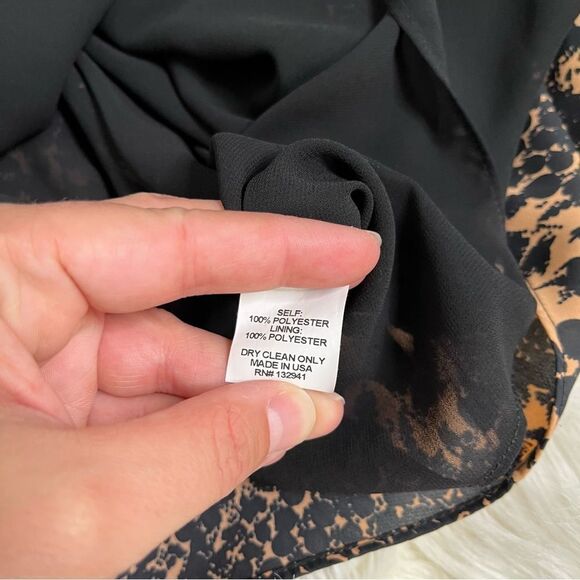 SELF:
100% POLYESTER
LINING:
100% POLYESTER
DRY CLEAN ONLY
MADE IN USA
RN# 132941